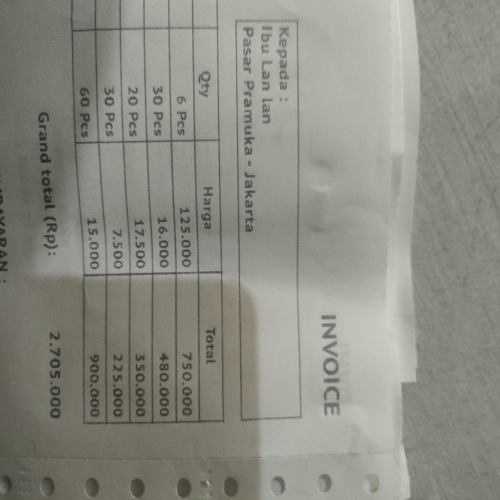 INVOICE
Kepada :
Ibu Lan lan
Pasar Pramuka - Jakarta
Qty Harga Total
6 Pcs 125.000 750.000
30 Pcs 16.000 480.000
20 Pcs 17.500 350.000
30 Pcs 7.500 225.000
60 Pcs 15.000 900.000
Grand total (Rp): 2.705.000